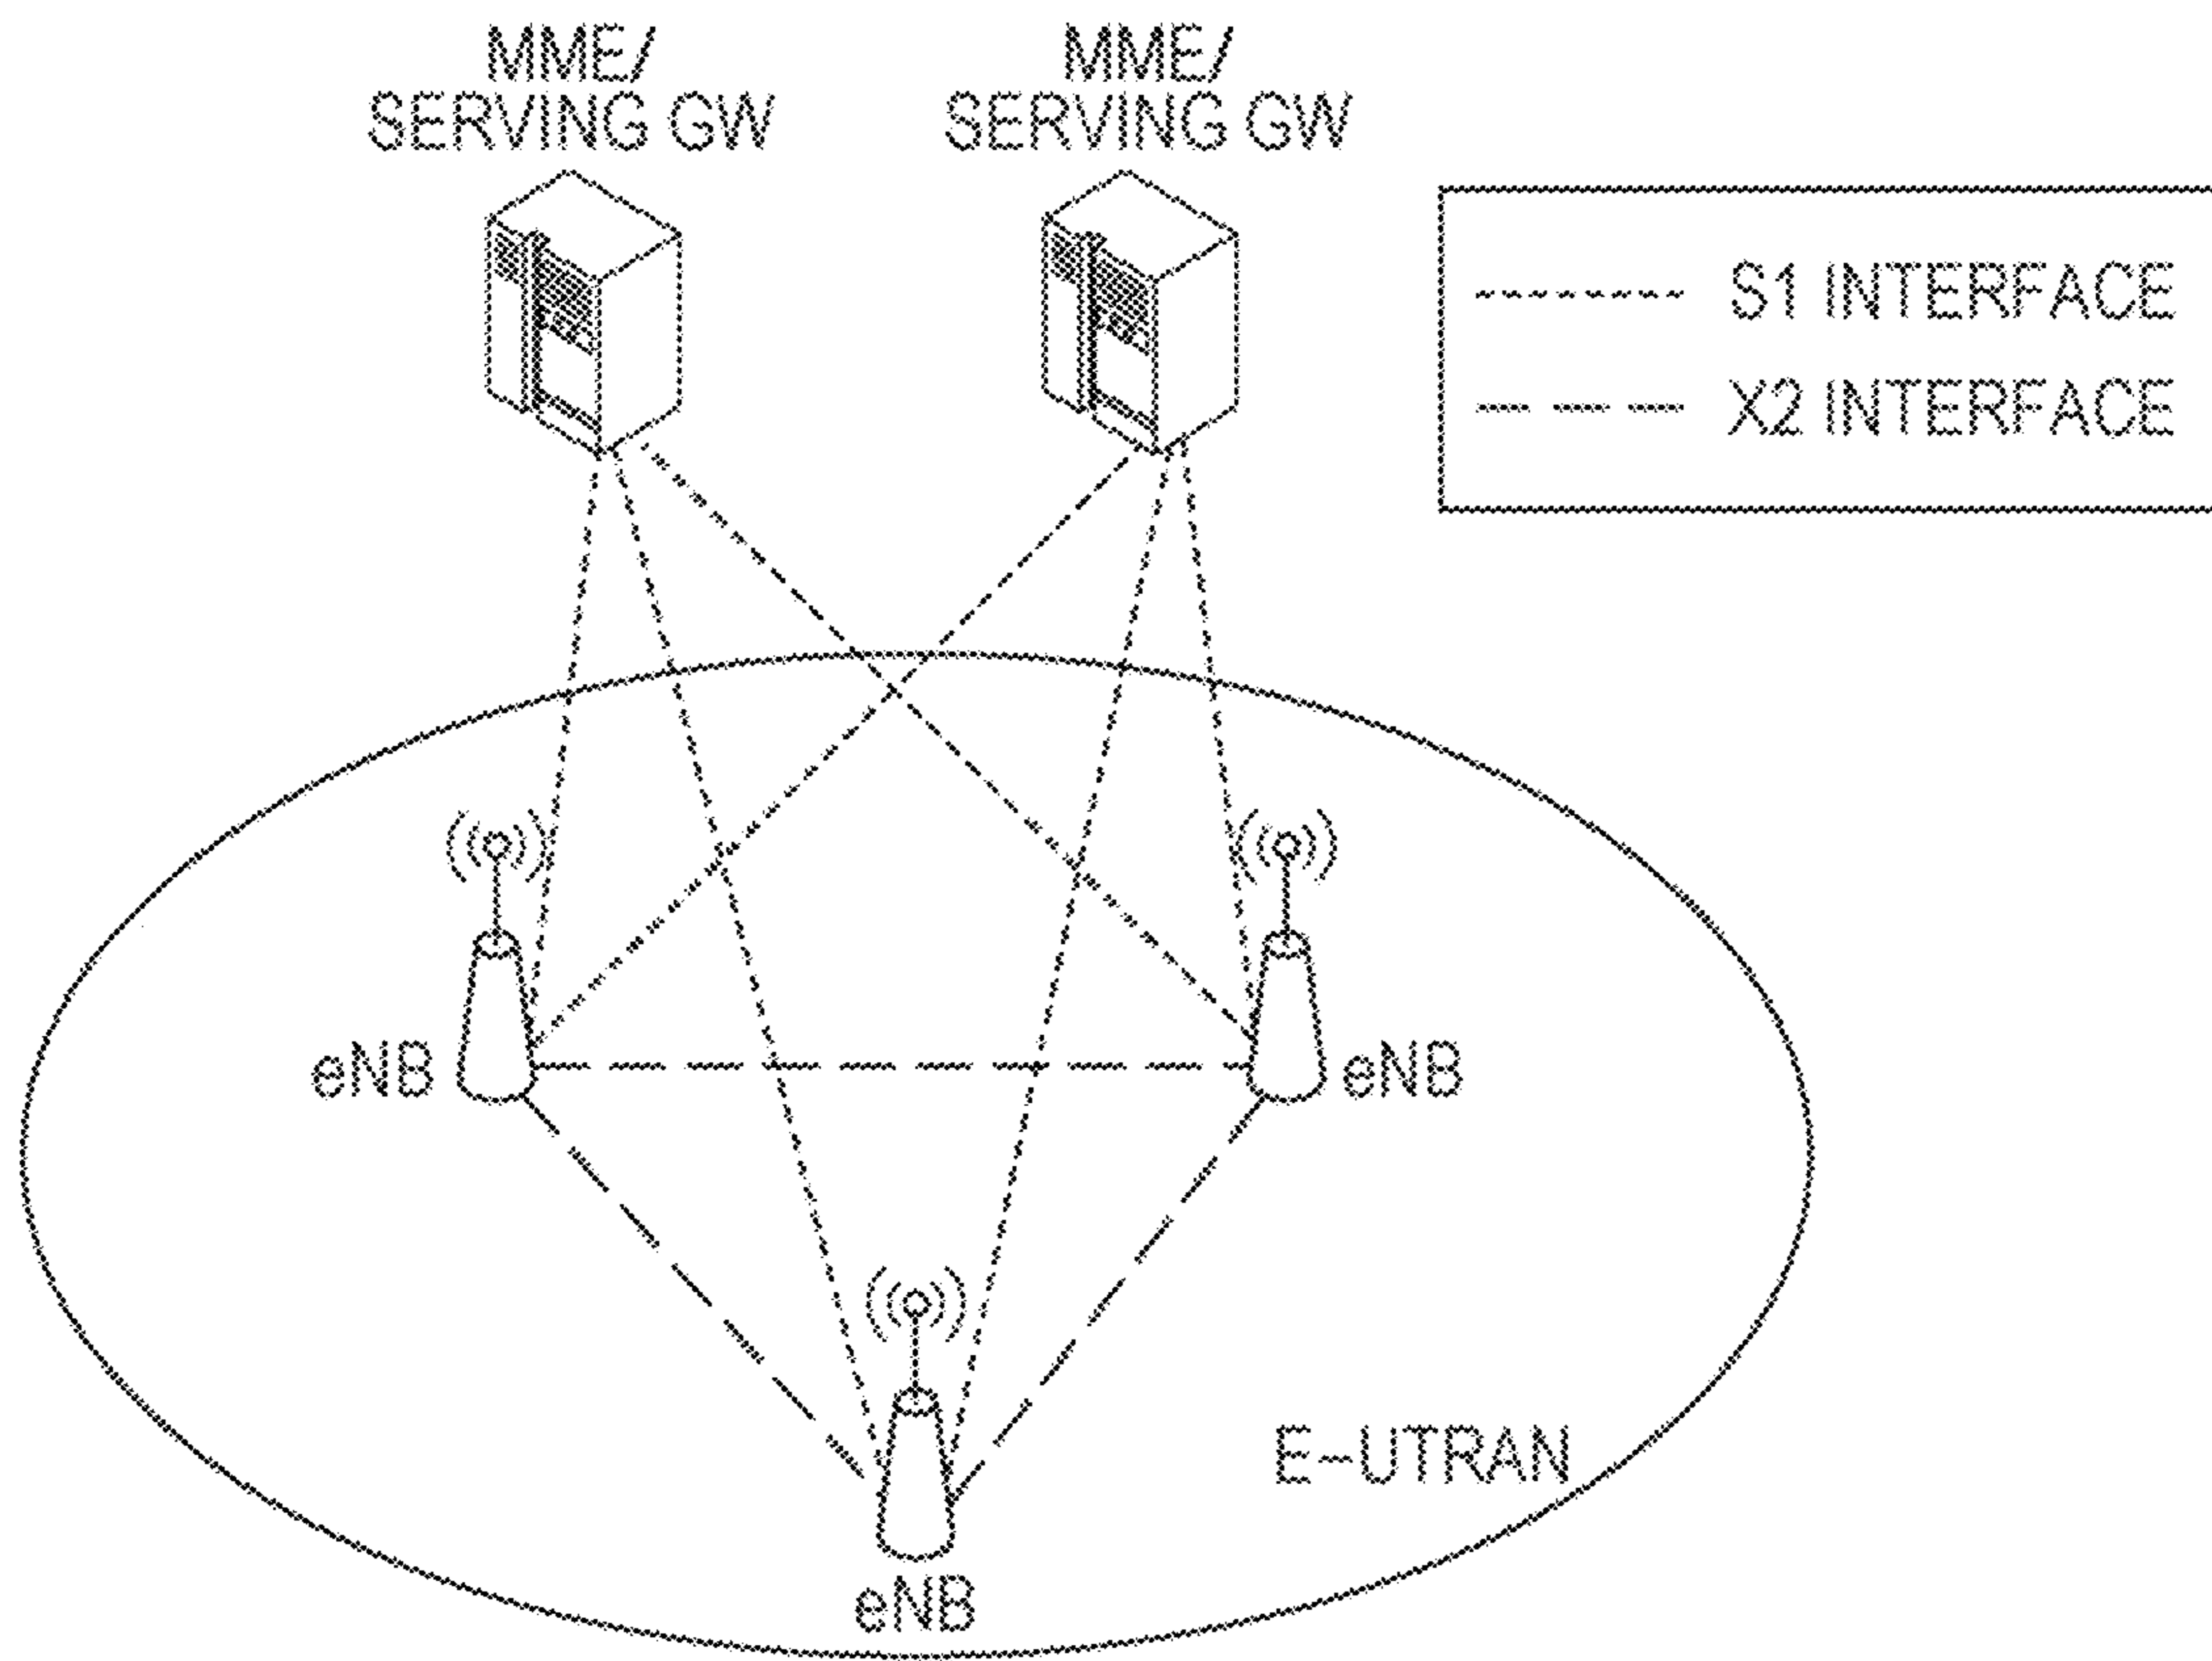 MME/
SERVING GW
MME/
SERVING GW
S1 INTERFACE
X2 INTERFACE
eNB
eNB
E-UTRAN
eNB